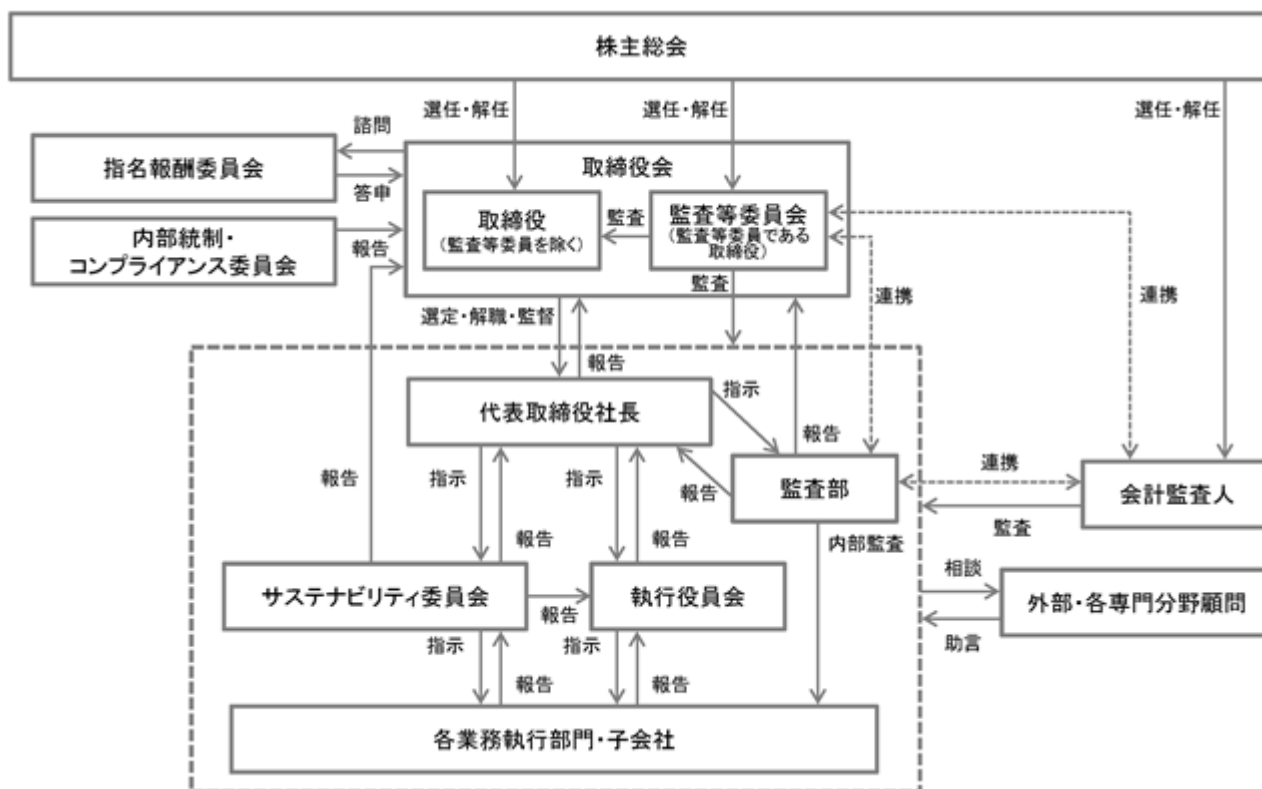 株主総会
選任・解任
選任・解任
選任・解任
諮問
指名報酬委員会
答申
取締役会
取締役
(監査等委員を除く)
監査
監査等委員会
(監査等委員である
取締役)
内部統制・
コンプライアンス委員会
報告
監査
連携
連携
選定・解職・監督
報告
代表取締役社長
指示
報告
報告
指示
報告
指示
報告
報告
監査部
連携
会計監査人
監査
内部監査
サステナビリティ委員会
報告
執行役員会
相談
外部・各専門分野顧問
助言
指示
報告
指示
報告
各業務執行部門・子会社